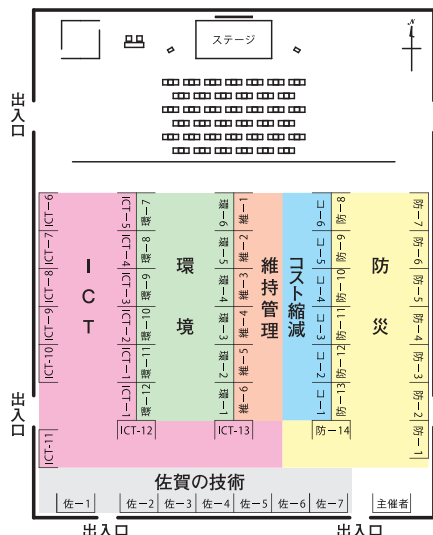 ステージ
N
出入口
ICT-6
ICT-7
ICT-8
ICT-9
ICT-10
ICT-11
ICT
ICT-5
ICT-4
ICT-3
ICT-2
ICT-1
ICT-1
環-7
環-8
環-9
環-10
環-11
環-12
環境
環-6
環-5
環-4
環-3
環-2
環-1
維-1
維-2
維-3
維-4
維-5
維-6
維持管理
コスト縮減
コ-6
コ-5
コ-4
コ-3
コ-2
コ-1
防-8
防-9
防-10
防-11
防-12
防-13
防災
防-7
防-6
防-5
防-4
防-3
防-2
防-1
出入口
ICT-12
ICT-13
防-14
佐賀の技術
佐-1
佐-2
佐-3
佐-4
佐-5
佐-6
佐-7
主催者
出入口
出入口